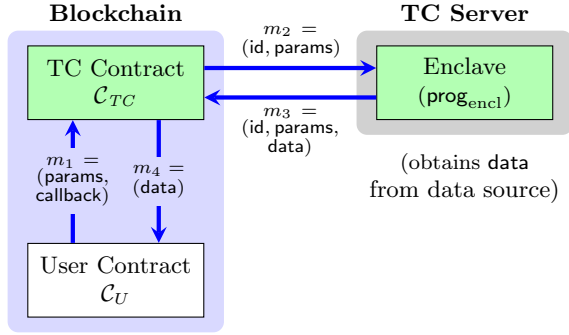 Blockchain
TC Server
TC Contract
𝒞_TC
m₂ =
(id, params)
Enclave
(prog_encl)
m₃ =
(id, params,
data)
m₁ =
(params,
callback)
m₄ =
(data)
(obtains data
from data source)
User Contract
𝒞_U